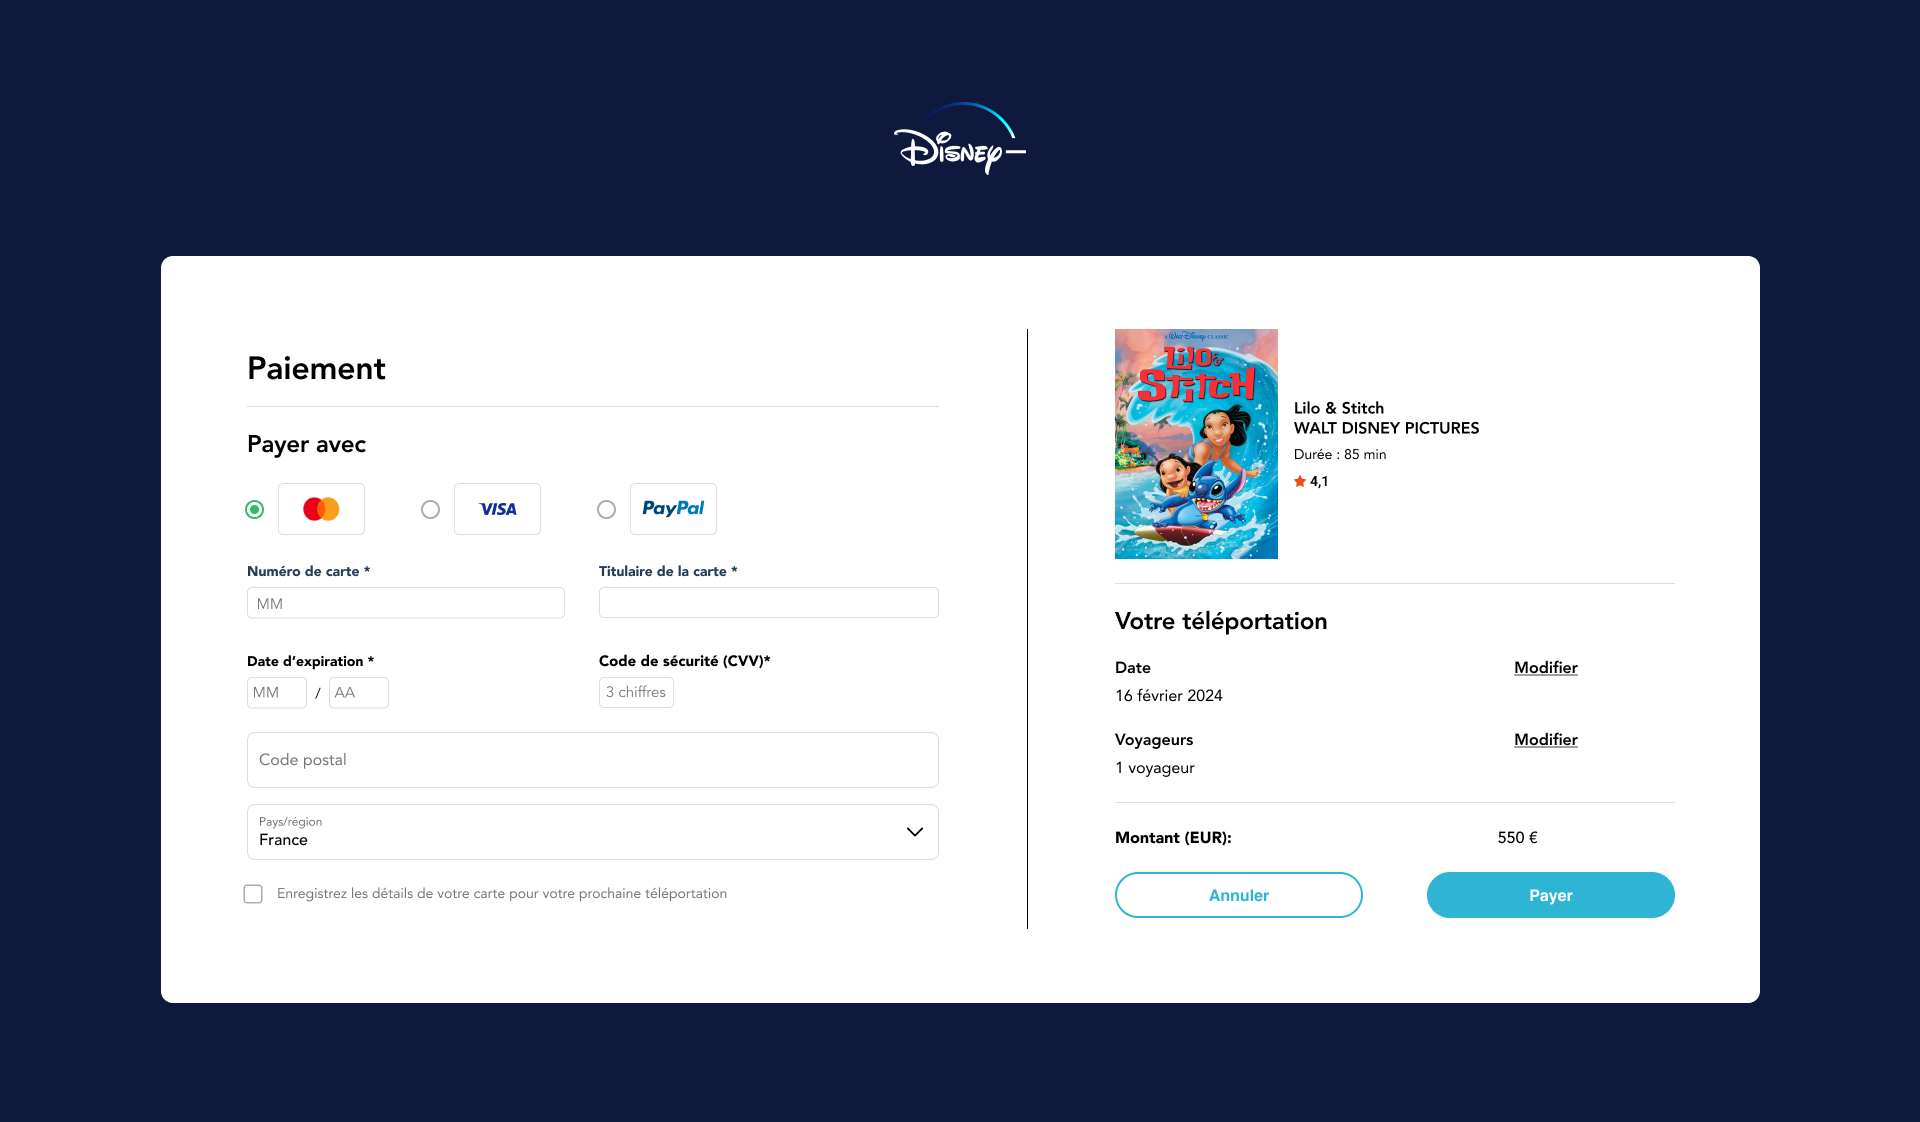 Disney
Paiement
Payer avec
VISA
PayPal
Numéro de carte *
Titulaire de la carte *
MM
Date d'expiration *
Code de sécurité (CVV)*
MM / AA
3 chiffres
Code postal
Pays/région
France
Enregistrez les détails de votre carte pour votre prochaine téléportation
A Walt Disney CLASSIC
LILO &
STITCH
Lilo & Stitch
WALT DISNEY PICTURES
Durée : 85 min
4,1
Votre téléportation
Date
Modifier
16 février 2024
Voyageurs
Modifier
1 voyageur
Montant (EUR):
550 €
Annuler
Payer